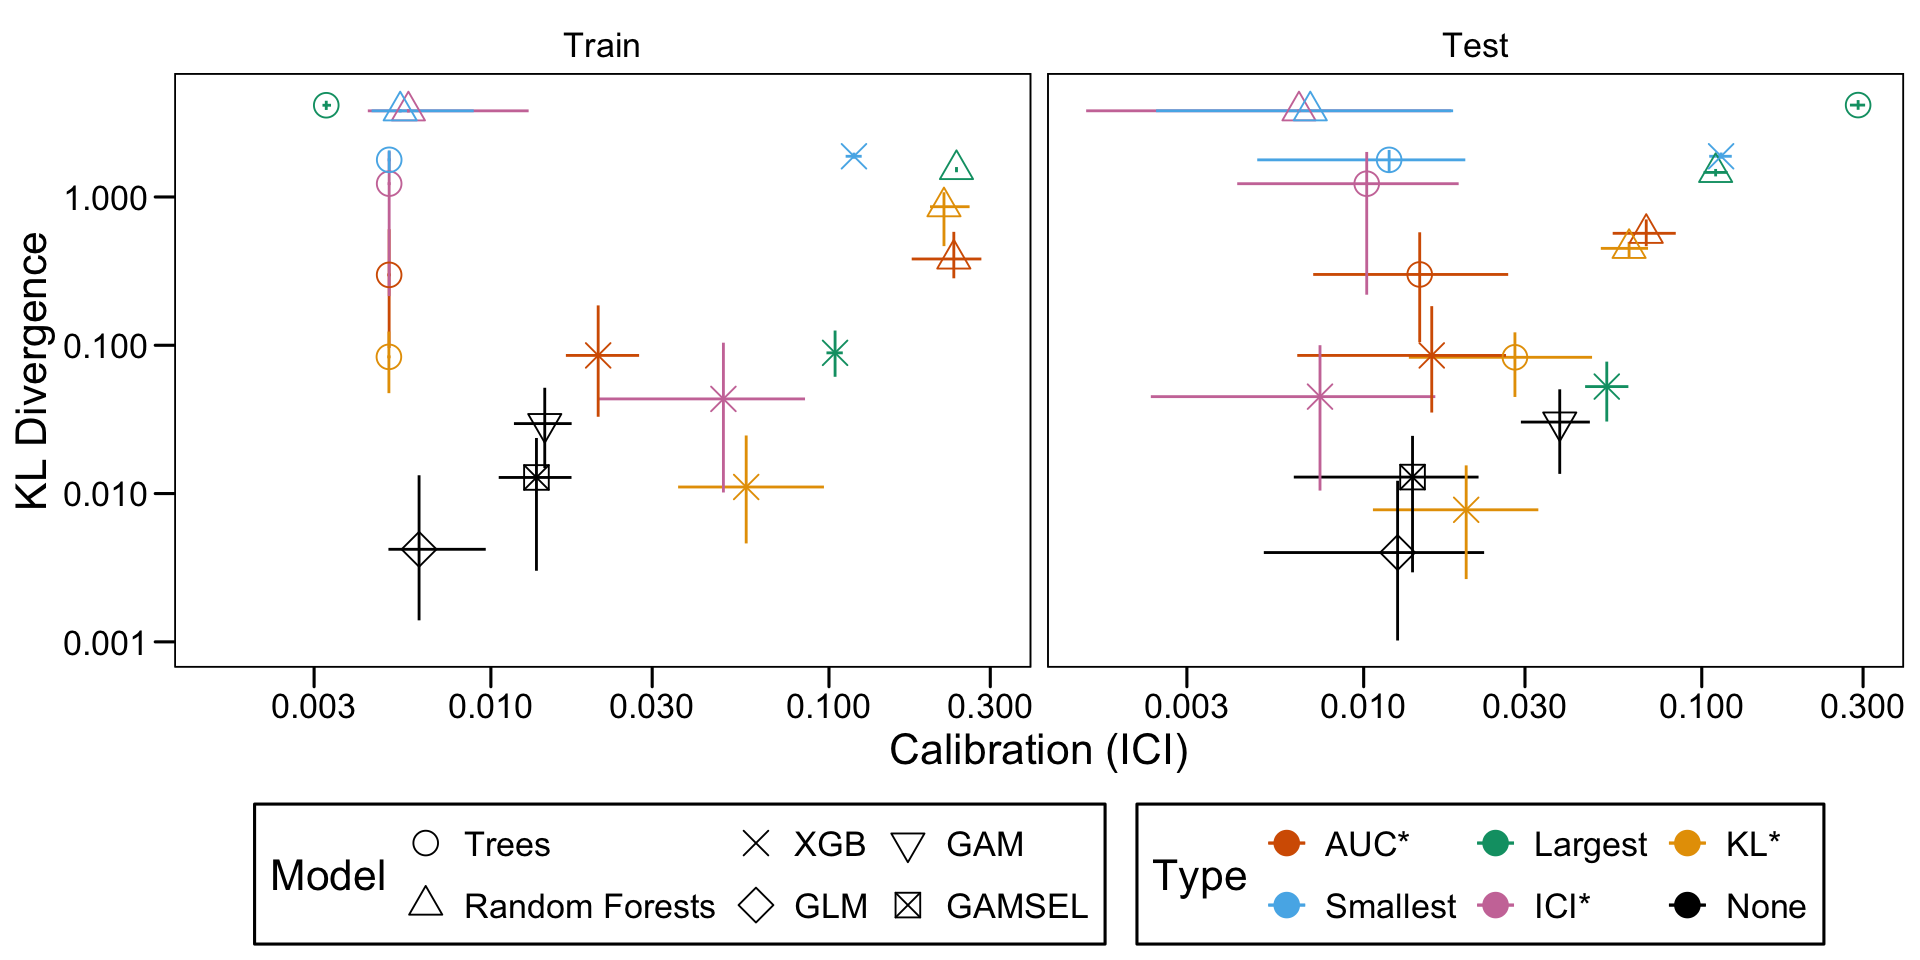 Train Test
KL Divergence
1.000
0.100
0.010
0.001
0.003 0.010 0.030 0.100 0.300 0.003 0.010 0.030 0.100 0.300
Calibration (ICI)
Model
Trees XGB GAM
Random Forests GLM GAMSEL
Type
AUC* Largest KL*
Smallest ICI* None